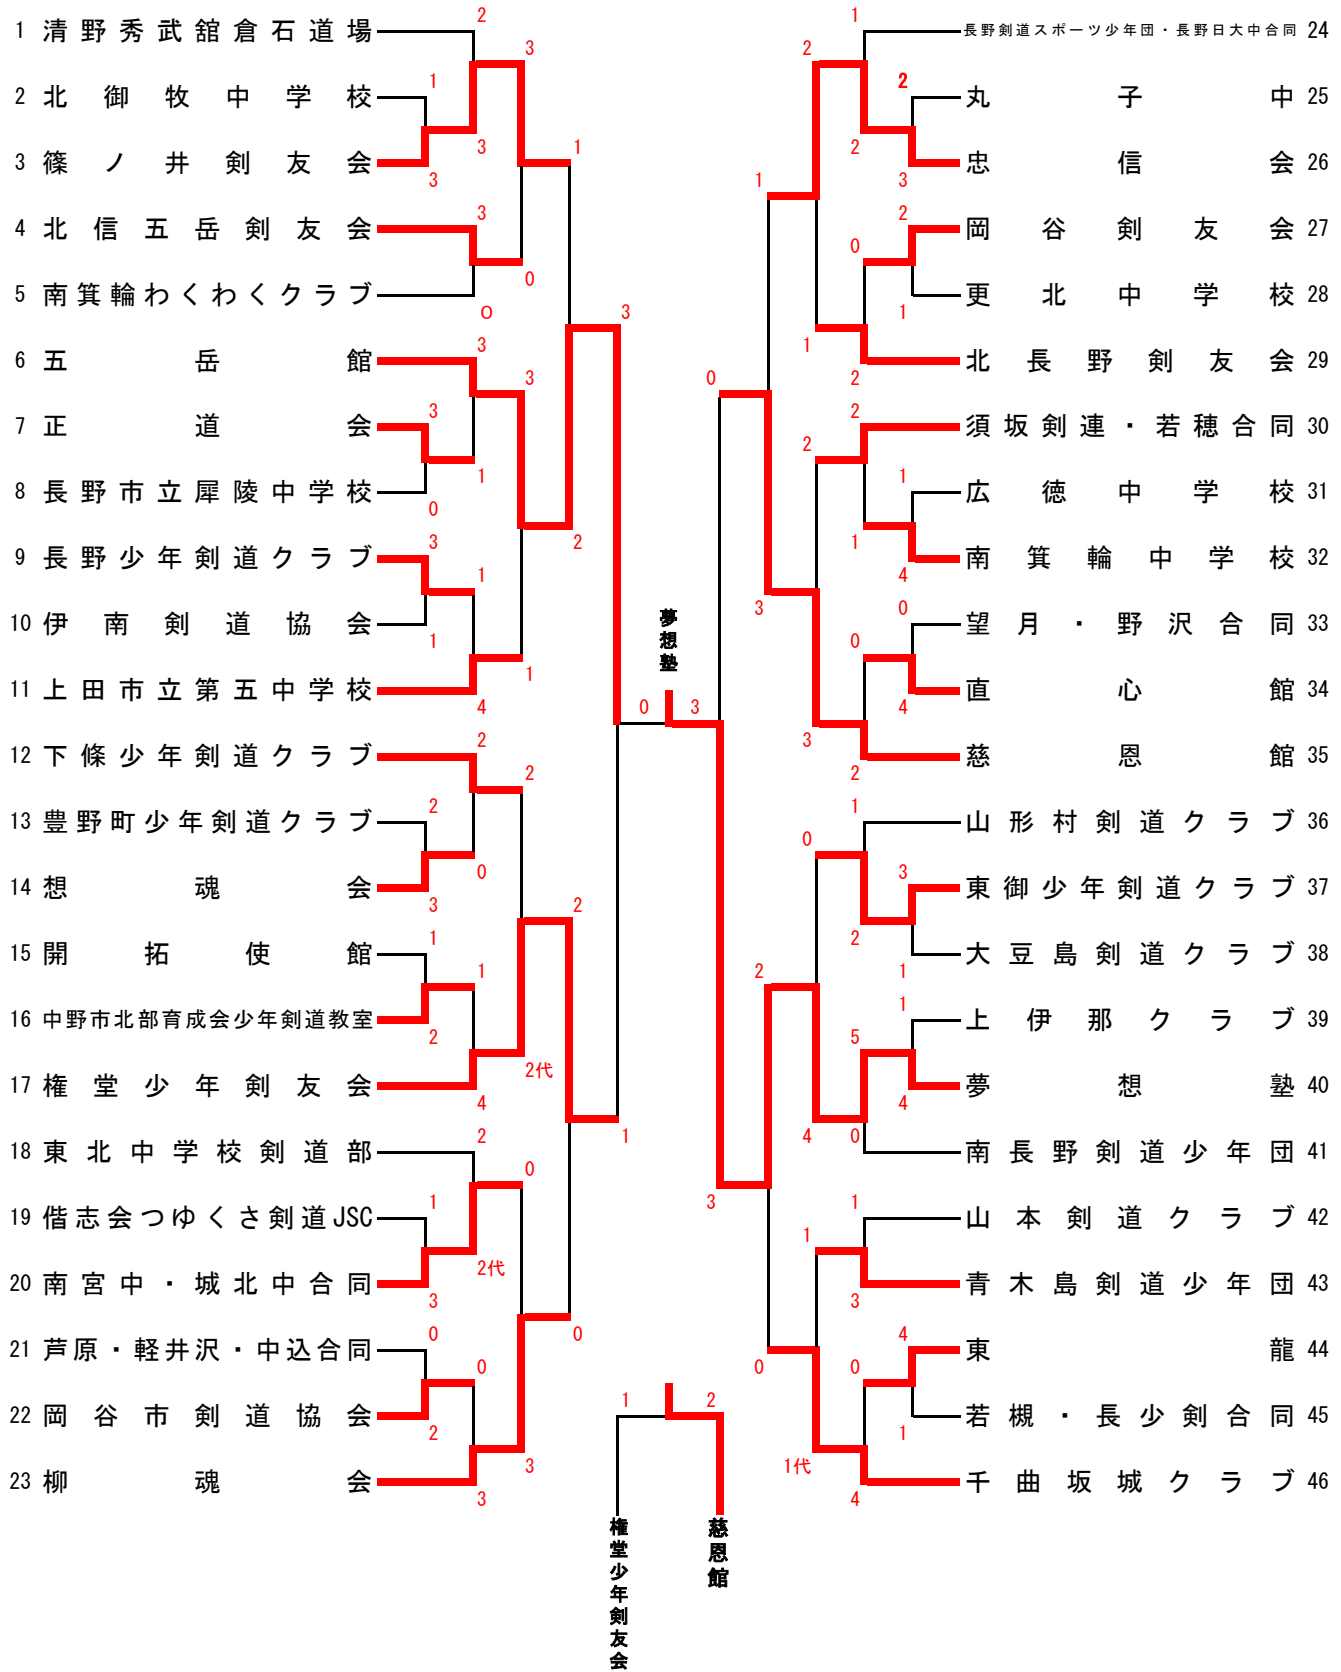 1 清野秀武舘倉石道場
2 北御牧中学校
3 篠ノ井剣友会
4 北信五岳剣友会
5 南箕輪わくわくクラブ
6 五岳館
7 正道会
8 長野市立犀陵中学校
9 長野少年剣道クラブ
10 伊南剣道協会
11 上田市立第五中学校
12 下條少年剣道クラブ
13 豊野町少年剣道クラブ
14 想魂会
15 開拓使館
16 中野市北部育成会少年剣道教室
17 権堂少年剣友会
18 東北中学校剣道部
19 偕志会つゆくさ剣道JSC
20 南宮中・城北中合同
21 芦原・軽井沢・中込合同
22 岡谷市剣道協会
23 柳魂会
2
1
3
3
3
0
3
3
0
3
1
1
4
2
2
3
0
1
2
1
4
2
1
3
2代
0
2
0
3
3
0
3
1
2
2代
0
3
1
2
2
0
3
1
0
3
夢想塾
1
2
権堂少年剣友会
慈恩館
長野剣道スポーツ少年団・長野日大中合同 24
丸子中 25
忠信会 26
岡谷剣友会 27
更北中学校 28
北長野剣友会 29
須坂剣連・若穂合同 30
広徳中学校 31
南箕輪中学校 32
望月・野沢合同 33
直心館 34
慈恩館 35
山形村剣道クラブ 36
東御少年剣道クラブ 37
大豆島剣道クラブ 38
上伊那クラブ 39
夢想塾 40
南長野剣道少年団 41
山本剣道クラブ 42
青木島剣道少年団 43
東龍 44
若槻・長少剣合同 45
千曲坂城クラブ 46
1
2
2
3
2
0
1
2
2
1
1
4
0
0
4
2
1
3
2
1
1
5
4
0
1
3
4
0
1
4
2
1
2
3
0
4
1
1代
1
3
2
0
0
3